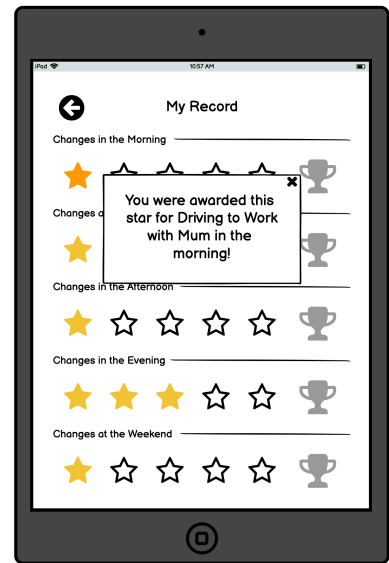 iPod
10:57 AM
My Record
Changes in the Morning
You were awarded this
star for Driving to Work
with Mum in the
morning!
Changes
Changes in the Afternoon
Changes in the Evening
Changes at the Weekend